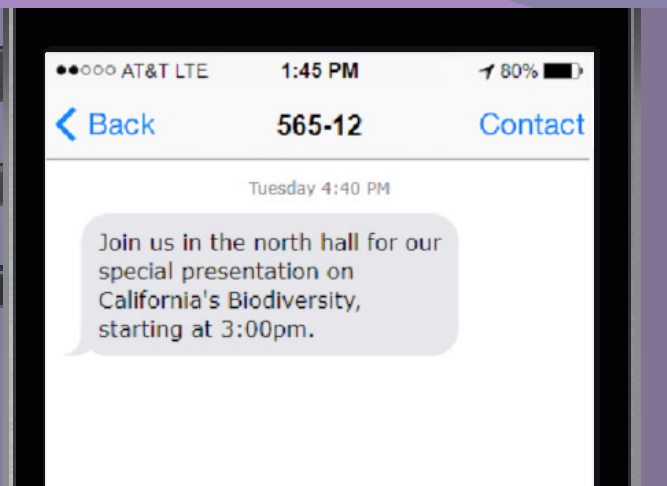 AT&T LTE 1:45 PM 80%
Back 565-12 Contact
Tuesday 4:40 PM
Join us in the north hall for our
special presentation on
California's Biodiversity,
starting at 3:00pm.